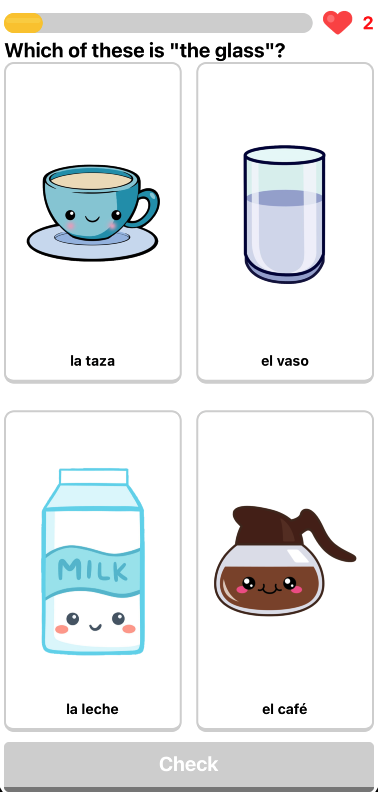 2
Which of these is "the glass"?
la taza
el vaso
MILK
la leche
el café
Check